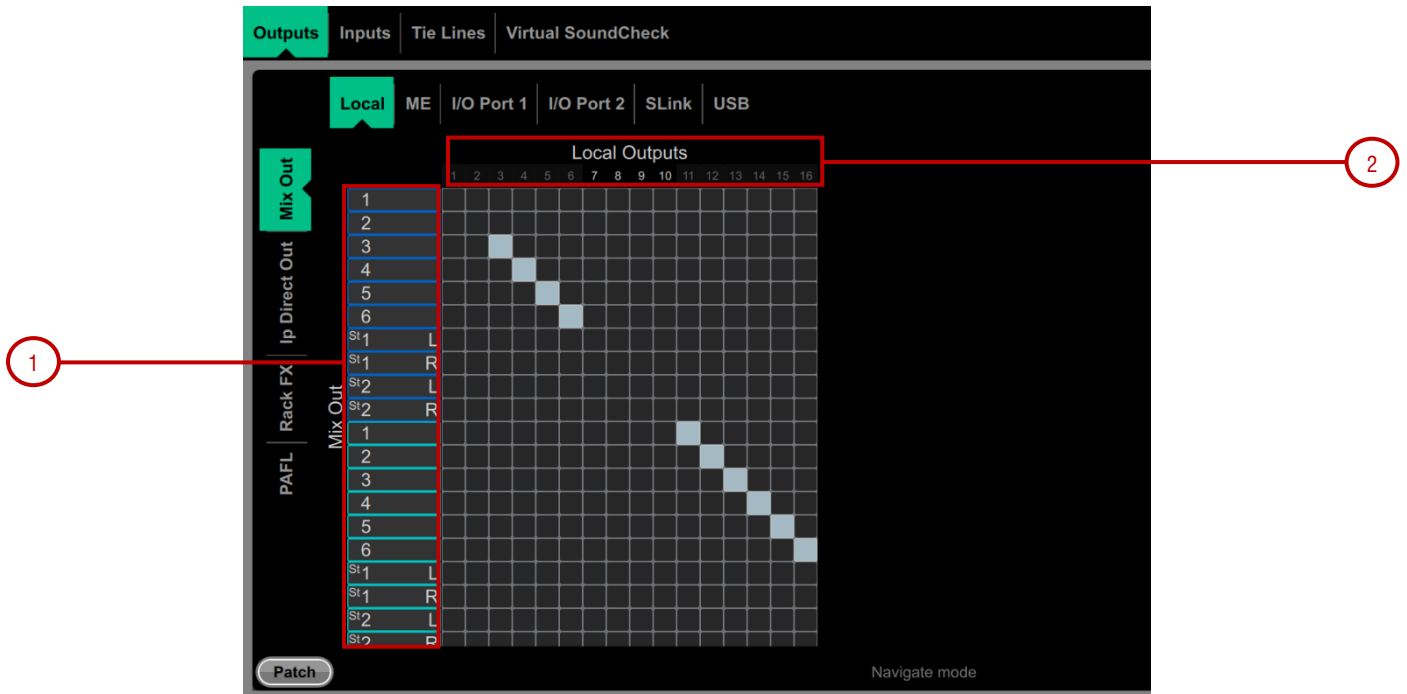 Outputs Inputs Tie Lines Virtual SoundCheck
Local ME I/O Port 1 I/O Port 2 SLink USB
Local Outputs
1 2 3 4 5 6 7 8 9 10 11 12 13 14 15 16
Mix Out
Ip Direct Out
Rack FX
PAFL
Mix Out
1
2
3
4
5
6
St1 L
St1 R
St2 L
St2 R
1
2
3
4
5
6
St1 L
St1 R
St2 L
St2 R
Patch
Navigate mode
1
2